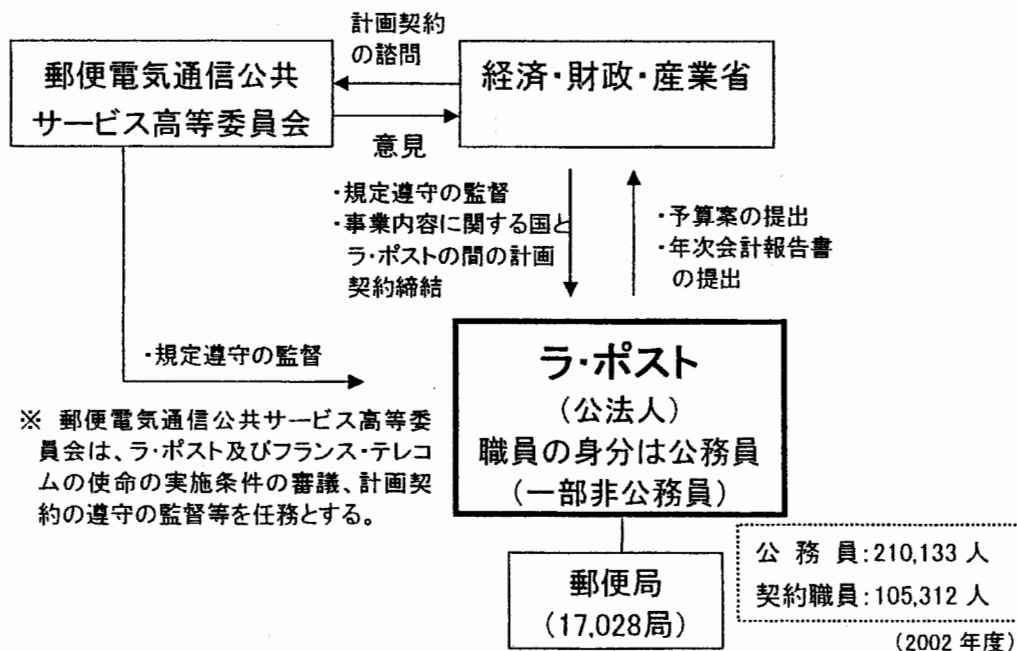 計画契約
の諮問
郵便電気通信公共
サービス高等委員会
経済・財政・産業省
意見
・規定遵守の監督
・事業内容に関する国と
ラ・ポストの間の計画
契約締結
・予算案の提出
・年次会計報告書
の提出
・規定遵守の監督
※ 郵便電気通信公共サービス高等委
員会は、ラ・ポスト及びフランス・テレコ
ムの使命の実施条件の審議、計画契
約の遵守の監督等を任務とする。
ラ・ポスト
(公法人)
職員の身分は公務員
(一部非公務員)
郵便局
(17,028局)
公 務 員:210,133 人
契約職員:105,312 人
(2002 年度)